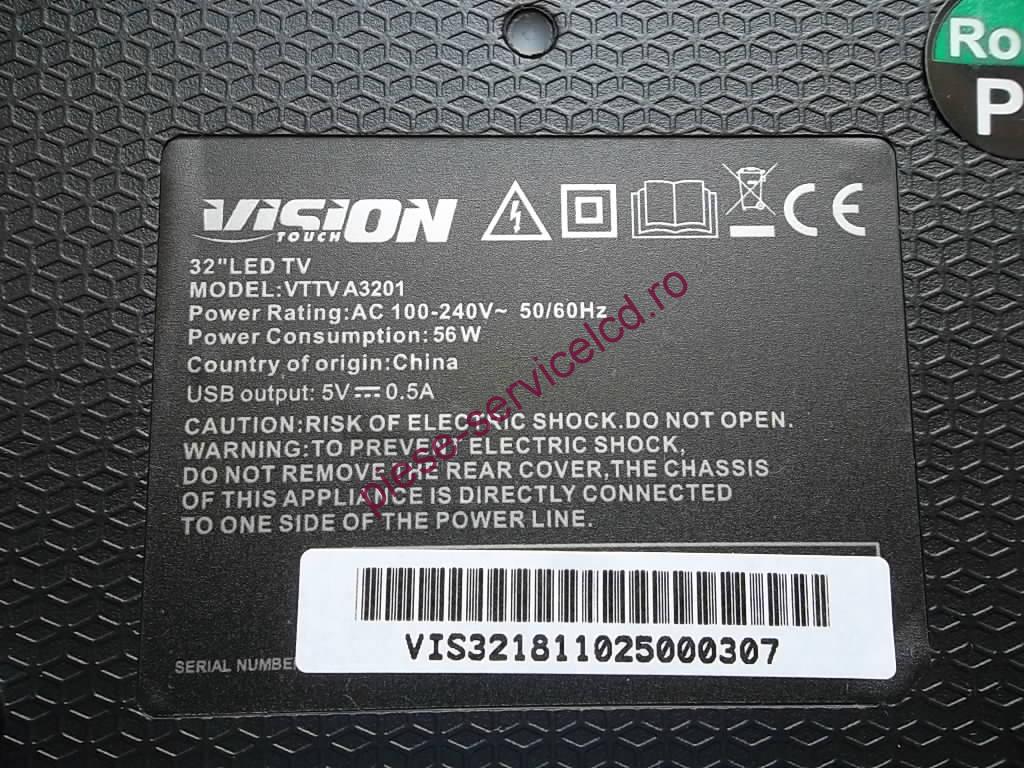 Ro
P
VISION
TOUCH
CE
32"LED TV
MODEL:VTTV A3201
Power Rating:AC 100-240V~ 50/60Hz
Power Consumption:56W
Country of origin:China
USB output: 5V⎓0.5A
CAUTION:RISK OF ELECTRIC SHOCK.DO NOT OPEN.
WARNING:TO PREVENT ELECTRIC SHOCK,
DO NOT REMOVE THE REAR COVER,THE CHASSIS
OF THIS APPLIANCE IS DIRECTLY CONNECTED
TO ONE SIDE OF THE POWER LINE.
piese-servicelcd.ro
SERIAL NUMBE
VIS321811025000307